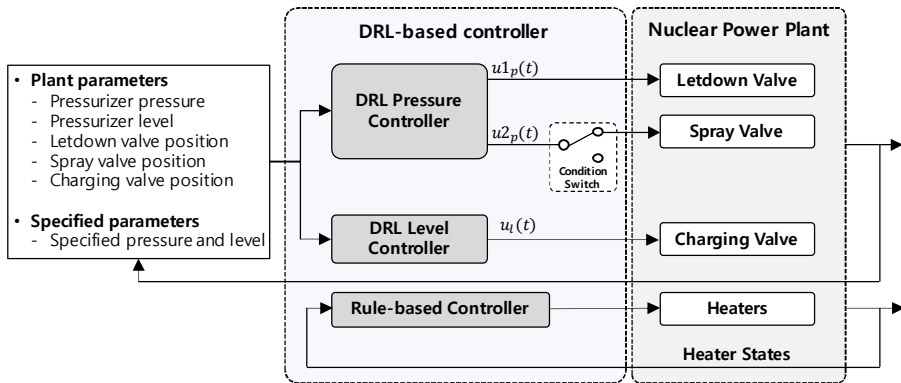 DRL-based controller
Nuclear Power Plant
• Plant parameters
- Pressurizer pressure
- Pressurizer level
- Letdown valve position
- Spray valve position
- Charging valve position
• Specified parameters
- Specified pressure and level
DRL Pressure
Controller
u1ₚ(t)
u2ₚ(t)
Condition
Switch
Letdown Valve
Spray Valve
DRL Level
Controller
uₗ(t)
Charging Valve
Rule-based Controller
Heaters
Heater States